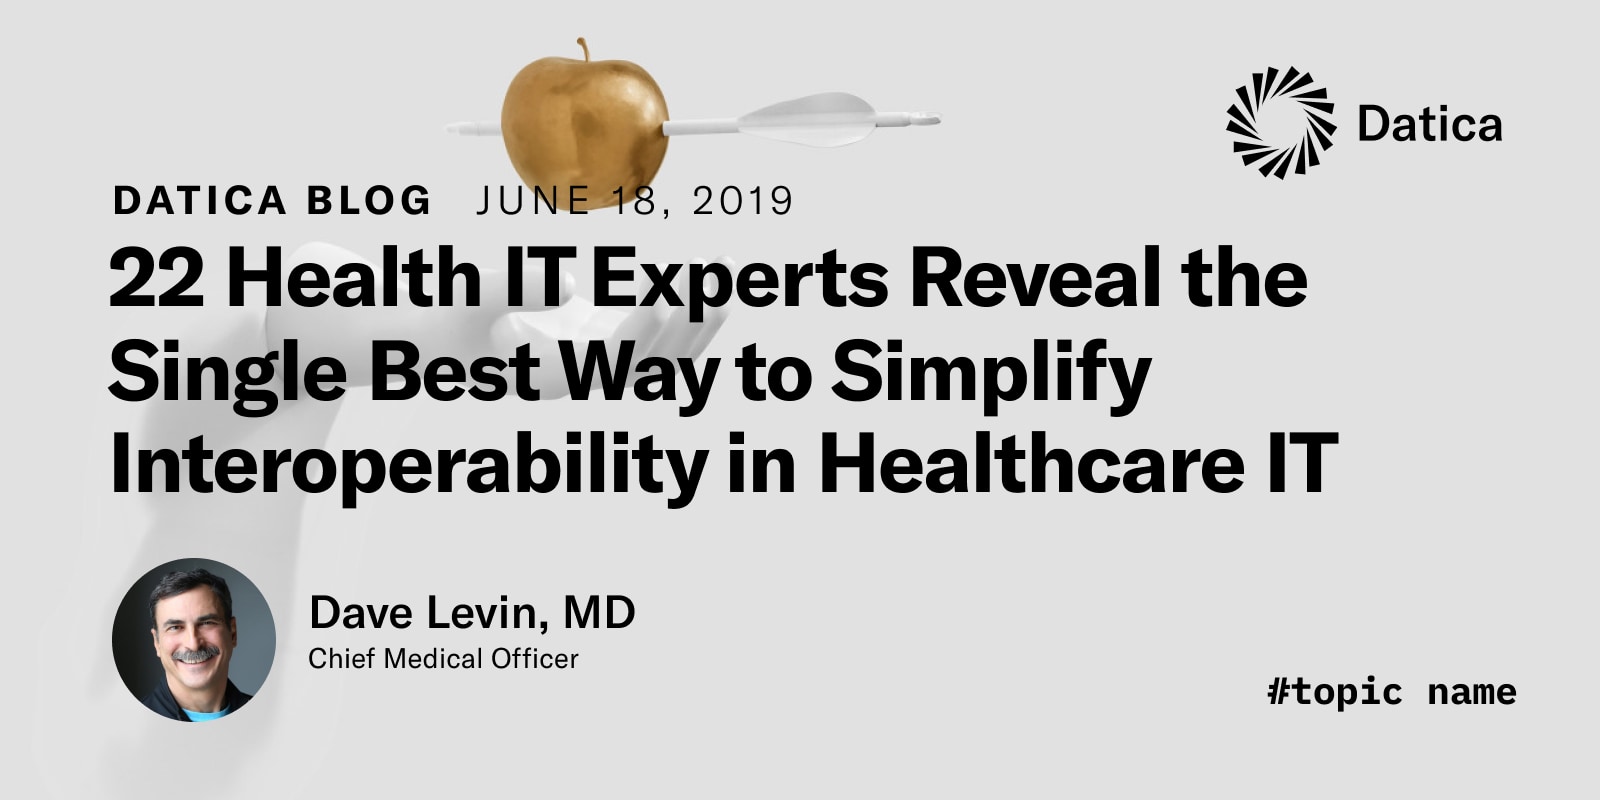 Datica
DATICA BLOG JUNE 18, 2019
22 Health IT Experts Reveal the
Single Best Way to Simplify
Interoperability in Healthcare IT
Dave Levin, MD
Chief Medical Officer
#topic name